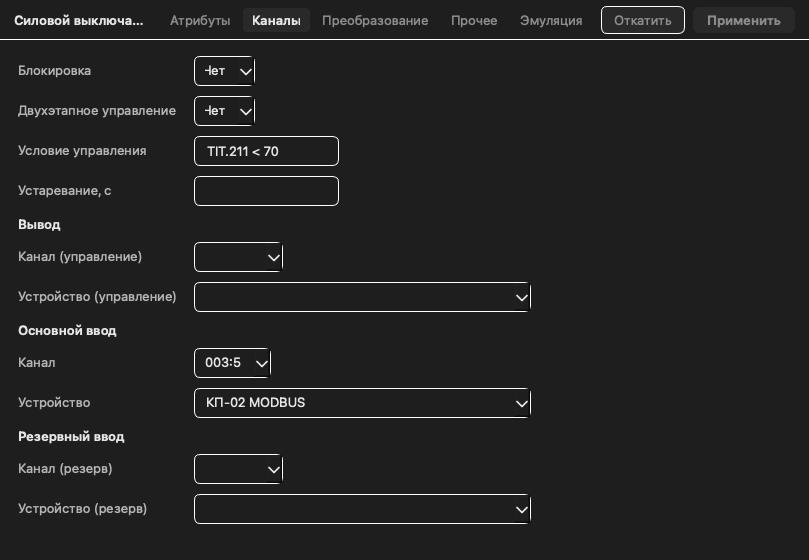 Силовой выключа... Атрибуты Каналы Преобразование Прочее Эмуляция Откатить Применить
Блокировка Нет
Двухэтапное управление Нет
Условие управления TIT.211 < 70
Устаревание, с
Вывод
Канал (управление)
Устройство (управление)
Основной ввод
Канал 003:5
Устройство КП-02 MODBUS
Резервный ввод
Канал (резерв)
Устройство (резерв)